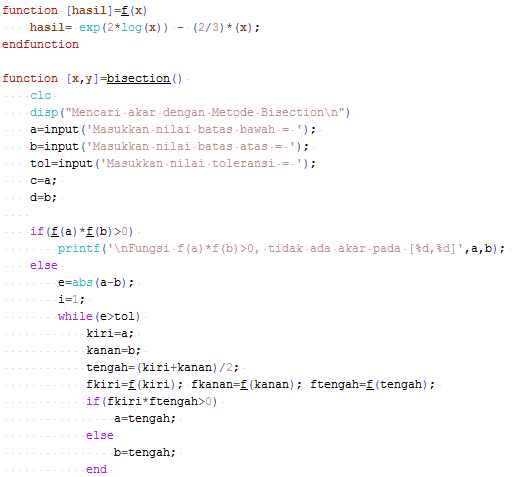 function [hasil]=f(x)
    hasil= exp(2*log(x)) - (2/3)*(x);
endfunction

function [x,y]=bisection()
    clc
    disp("Mencari akar dengan Metode Bisection\n")
    a=input('Masukkan nilai batas bawah = ');
    b=input('Masukkan nilai batas atas = ');
    tol=input('Masukkan nilai toleransi = ');
    c=a;
    d=b;

    if(f(a)*f(b)>0)
        printf('\nFungsi f(a)*f(b)>0, tidak ada akar pada [%d,%d]',a,b);
    else
        e=abs(a-b);
        i=1;
        while(e>tol)
            kiri=a;
            kanan=b;
            tengah=(kiri+kanan)/2;
            fkiri=f(kiri); fkanan=f(kanan); ftengah=f(tengah);
            if(fkiri*ftengah>0)
                a=tengah;
            else
                b=tengah;
            end